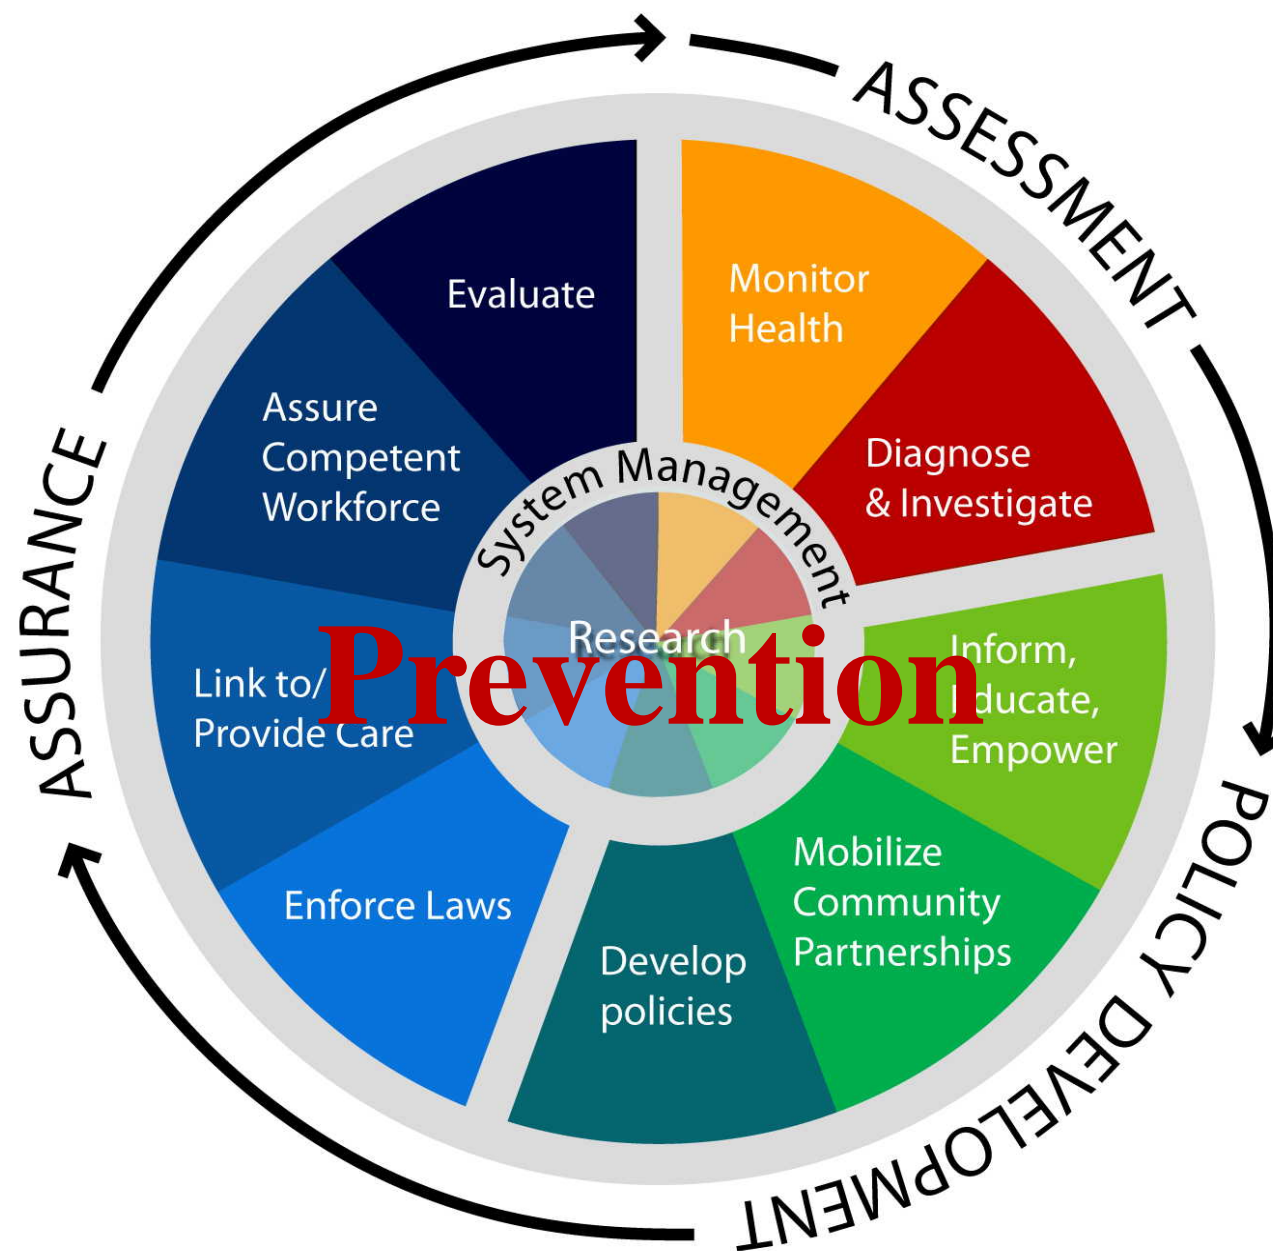 ASSESSMENT
Monitor
Health
Diagnose
& Investigate
POLICY DEVELOPMENT
Inform,
Educate,
Empower
Mobilize
Community
Partnerships
Develop
policies
ASSURANCE
Enforce Laws
Link to/
Provide Care
Assure
Competent
Workforce
Evaluate
System Management
Research
Prevention